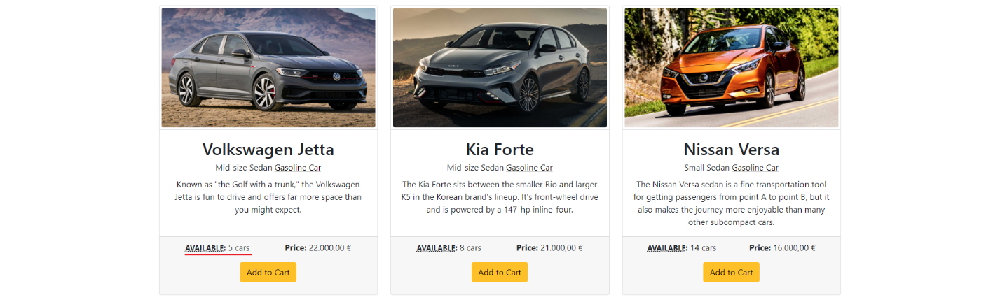 Volkswagen Jetta
Mid-size Sedan Gasoline Car
Known as "the Golf with a trunk," the Volkswagen
Jetta is fun to drive and offers far more space than
you might expect.
AVAILABLE: 5 cars
Price: 22.000,00 €
Add to Cart
Kia Forte
Mid-size Sedan Gasoline Car
The Kia Forte sits between the smaller Rio and larger
K5 in the Korean brand's lineup. It's front-wheel drive
and is powered by a 147-hp inline-four.
AVAILABLE: 8 cars
Price: 21.000,00 €
Add to Cart
Nissan Versa
Small Sedan Gasoline Car
The Nissan Versa sedan is a fine transportation tool
for getting passengers from point A to point B, but it
also makes the journey more enjoyable than many
other subcompact cars.
AVAILABLE: 14 cars
Price: 16.000,00 €
Add to Cart